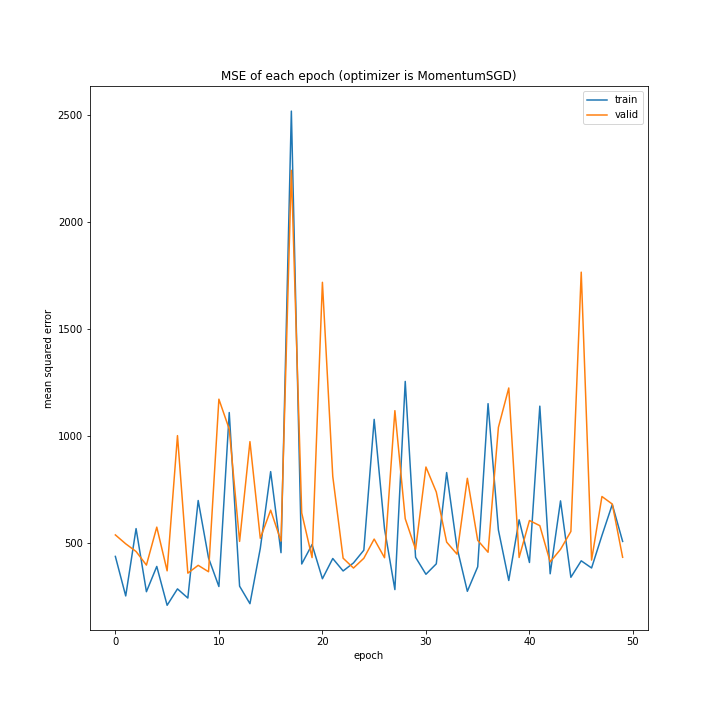 MSE of each epoch (optimizer is MomentumSGD)
train
valid
2500
2000
1500
1000
500
mean squared error
0
10
20
30
40
50
epoch